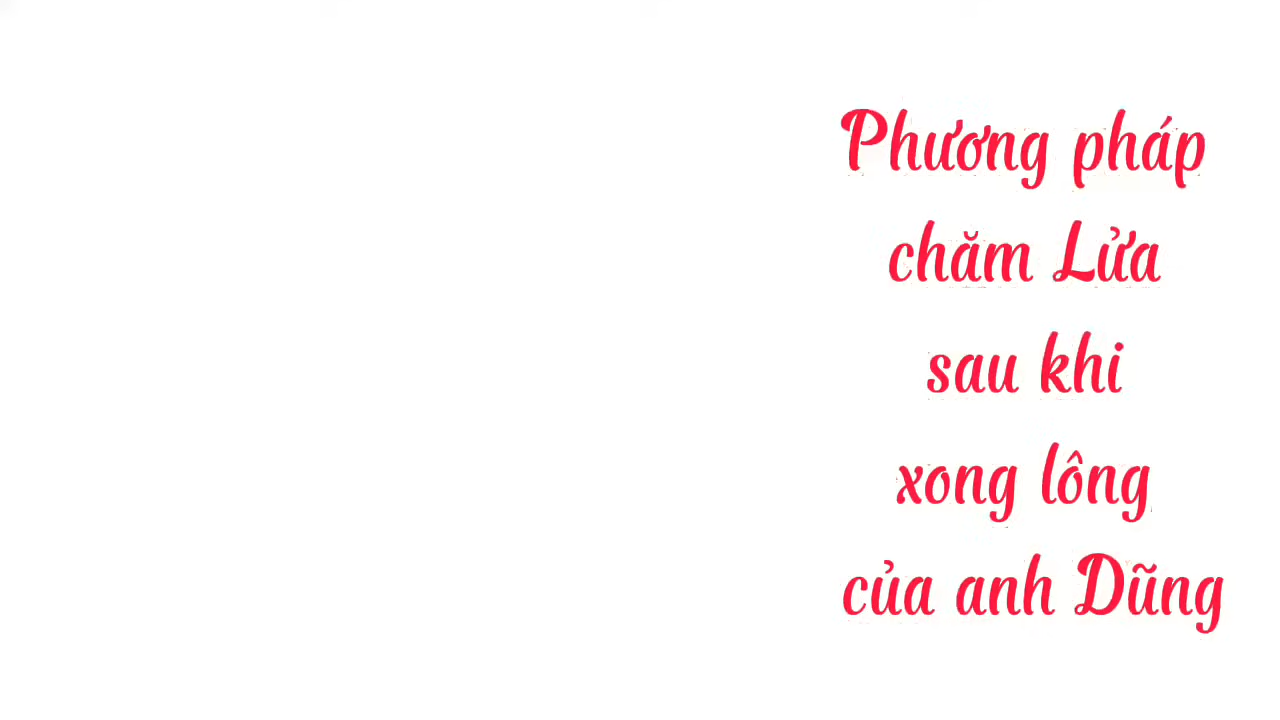 Phương pháp
chăm Lửa
sau khi
xong lông
của anh Dũng